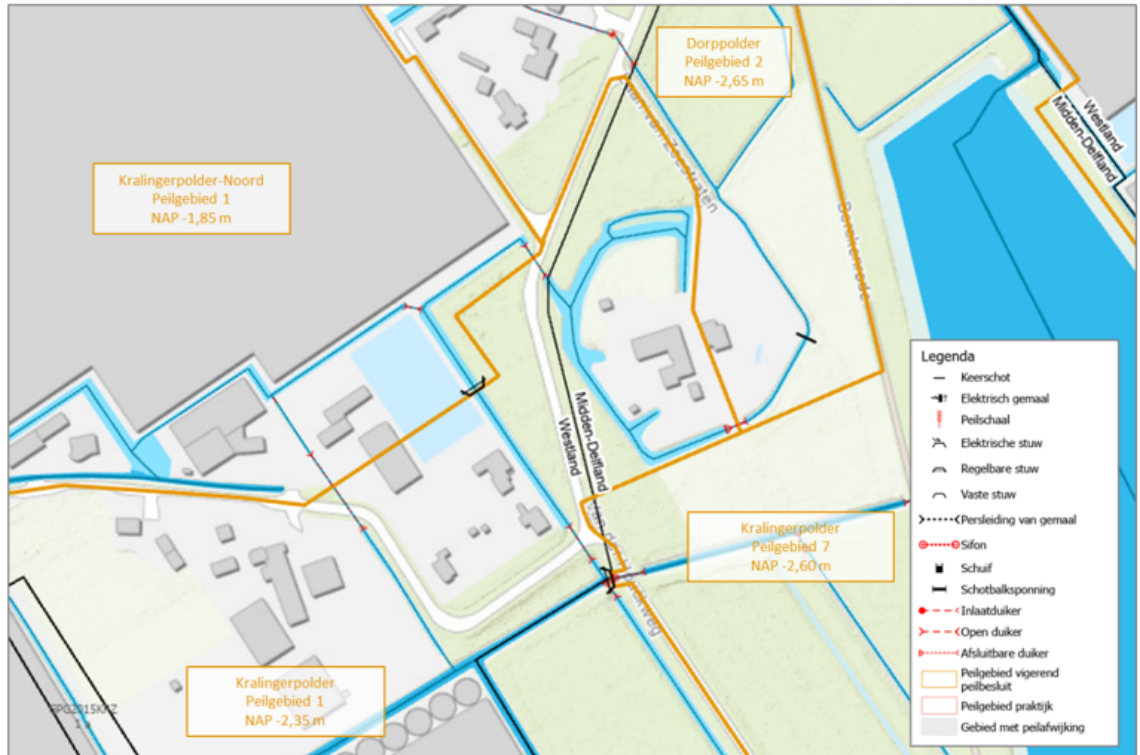 Dorppolder
Peilgebied 2
NAP -2,65 m
Westland
Midden-Delfland
Kralingerpolder-Noord
Peilgebied 1
NAP -1,85 m
Zeestraten
Berckenrode
Midden-Delfland
Westland
Kralingerpolder
Peilgebied 7
NAP -2,60 m
Kralingerpolder
Peilgebied 1
NAP -2,35 m
Legenda
Keerschot
Elektrisch gemaal
Peilschaal
Elektrische stuw
Regelbare stuw
Vaste stuw
Persleiding van gemaal
Sifon
Schuif
Schotbalksponning
Inlaatduiker
Open duiker
Afsluitbare duiker
Peilgebied vigerend
peilbesluit
Peilgebied praktijk
Gebied met peilafwijking